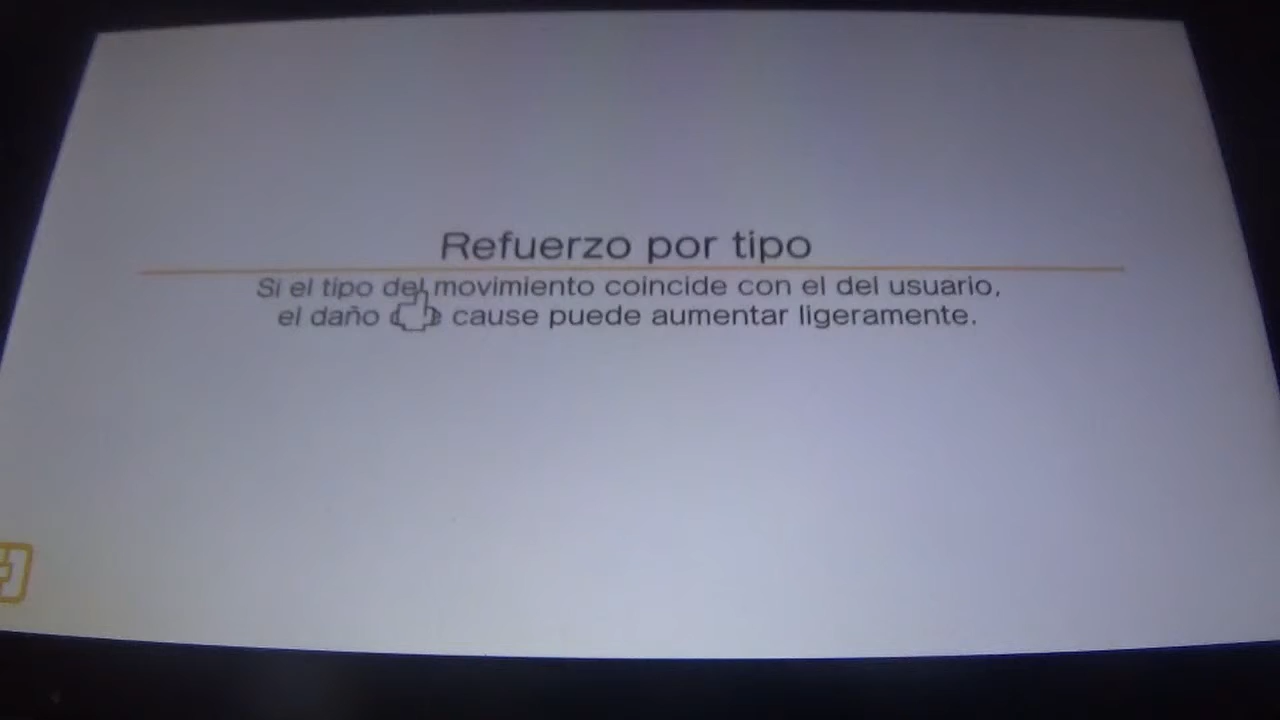 Refuerzo por tipo
Si el tipo del movimiento coincide con el del usuario,
el daño cause puede aumentar ligeramente.